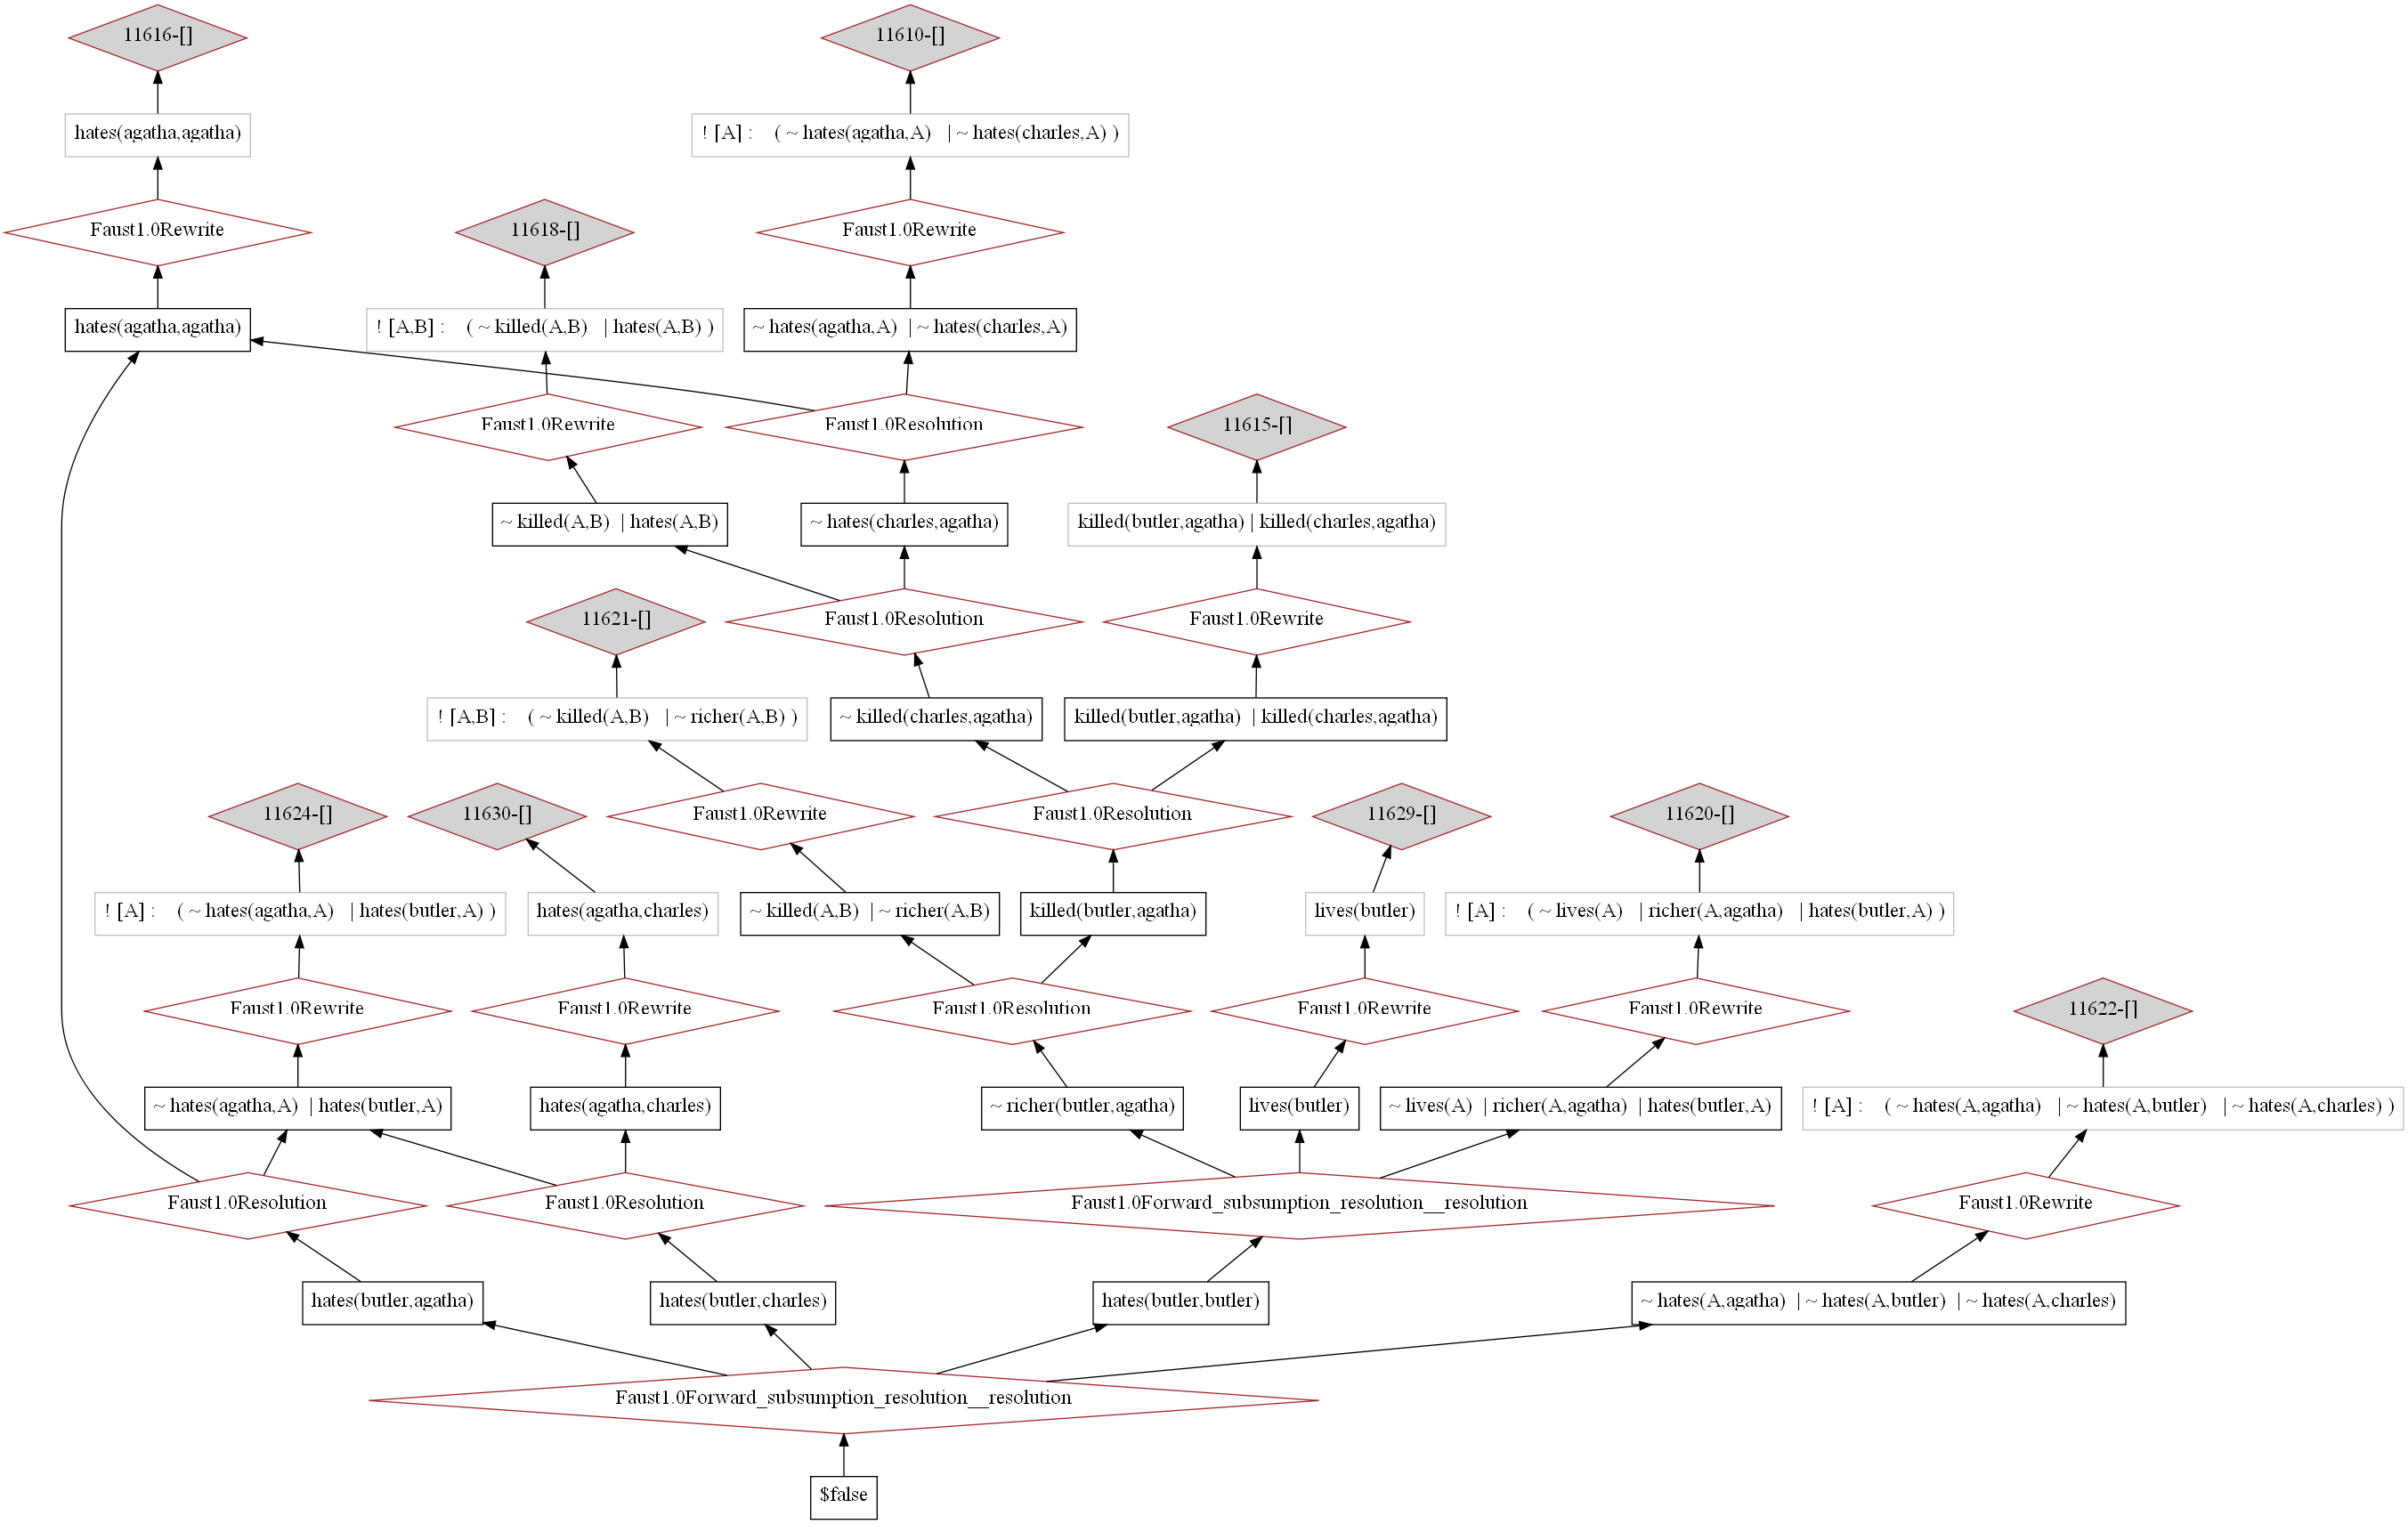 11616-[]
11610-[]
hates(agatha,agatha)
! [A] : ( ~ hates(agatha,A) | ~ hates(charles,A) )
Faust1.0Rewrite
11618-[]
Faust1.0Rewrite
hates(agatha,agatha)
! [A,B] : ( ~ killed(A,B) | hates(A,B) )
~ hates(agatha,A) | ~ hates(charles,A)
Faust1.0Rewrite
Faust1.0Resolution
11615-[]
~ killed(A,B) | hates(A,B)
~ hates(charles,agatha)
killed(butler,agatha) | killed(charles,agatha)
11621-[]
Faust1.0Resolution
Faust1.0Rewrite
! [A,B] : ( ~ killed(A,B) | ~ richer(A,B) )
~ killed(charles,agatha)
killed(butler,agatha) | killed(charles,agatha)
11624-[]
11630-[]
Faust1.0Rewrite
Faust1.0Resolution
11629-[]
11620-[]
! [A] : ( ~ hates(agatha,A) | hates(butler,A) )
hates(agatha,charles)
~ killed(A,B) | ~ richer(A,B)
killed(butler,agatha)
lives(butler)
! [A] : ( ~ lives(A) | richer(A,agatha) | hates(butler,A) )
Faust1.0Rewrite
Faust1.0Rewrite
Faust1.0Resolution
Faust1.0Rewrite
Faust1.0Rewrite
11622-[]
~ hates(agatha,A) | hates(butler,A)
hates(agatha,charles)
~ richer(butler,agatha)
lives(butler)
~ lives(A) | richer(A,agatha) | hates(butler,A)
! [A] : ( ~ hates(A,agatha) | ~ hates(A,butler) | ~ hates(A,charles) )
Faust1.0Resolution
Faust1.0Resolution
Faust1.0Forward_subsumption_resolution__resolution
Faust1.0Rewrite
hates(butler,agatha)
hates(butler,charles)
hates(butler,butler)
~ hates(A,agatha) | ~ hates(A,butler) | ~ hates(A,charles)
Faust1.0Forward_subsumption_resolution__resolution
$false